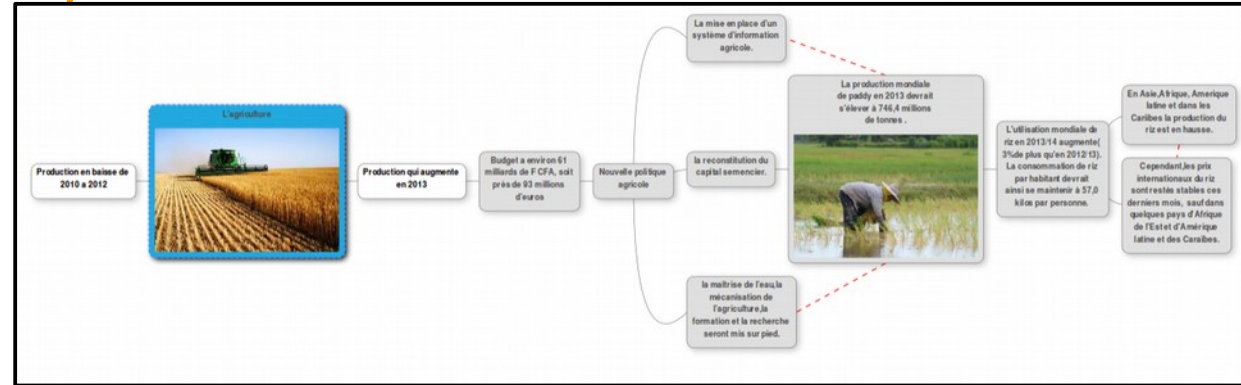 Production en baisse de
2010 a 2012
L'agriculture
Production qui augmente
en 2013
Budget a environ 61
milliards de F CFA, soit
près de 93 millions
d'euros
Nouvelle politique
agricole
La mise en place d'un
système d'information
agricole.
la reconstitution du
capital semencier.
la maîtrise de l'eau,la
mécanisation de
l'agriculture,la
formation et la recherche
seront mis sur pied.
La production mondiale
de paddy en 2013 devrait
s'élever à 746,4 millions
de tonnes .
L'utilisation mondiale de
riz en 2013/14 augmente(
3%de plus qu'en 2012/13).
La consommation de riz
par habitant devrait
ainsi se maintenir à 57,0
kilos par personne.
En Asie,Afrique, Amerique
latine et dans les
Cariibes la production du
riz est en hausse.
Cependant,les prix
internationaux du riz
sont restés stables ces
derniers mois, sauf dans
quelques pays d'Afrique
de l'Est et d'Amérique
latine et des Caraïbes.